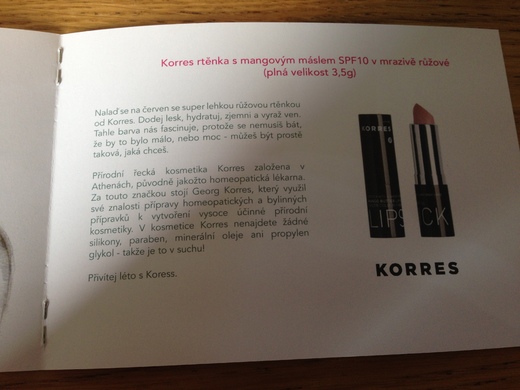 Korres rtěnka s mangovým máslem SPF10 v mrazivě růžové
(plná velikost 3,5g)
Nalaď se na červen se super lehkou růžovou rtěnkou
od Korres. Dodej lesk, hydratuj, zjemni a vyraž ven.
Tahle barva nás fascinuje, protože se nemusíš bát,
že by to bylo málo, nebo moc - můžeš být prostě
taková, jaká chceš.
Přírodní řecká kosmetika Korres založena v
Athenách, původně jakožto homeopatická lékarna.
Za touto značkou stojí Georg Korres, který využil
své znalosti přípravy homeopatických a bylinných
přípravků k vytvoření vysoce účinné přírodní
kosmetiky. V kosmetice Korres nenajdete žádné
silikony, paraben, minerální oleje ani propylen
glykol - takže je to v suchu!
Přivítej léto s Koress.
KORRES
LIPS CK
KORRES